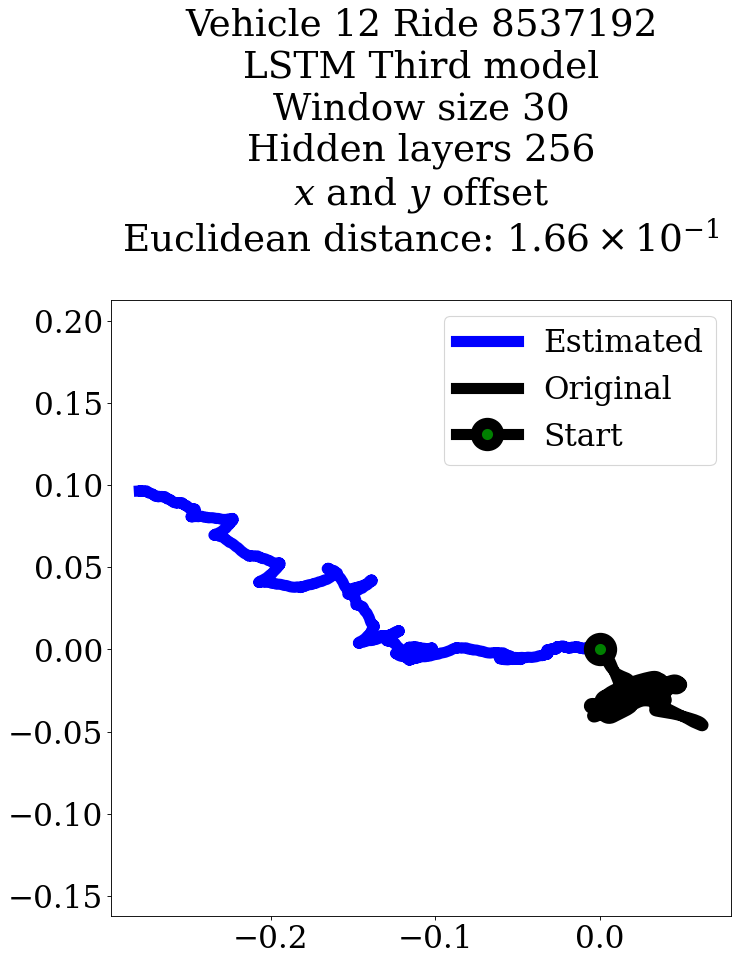 Vehicle 12 Ride 8537192
LSTM Third model
Window size 30
Hidden layers 256
x and y offset
Euclidean distance: 1.66 × 10⁻¹
Estimated
Original
Start
0.20
0.15
0.10
0.05
0.00
−0.05
−0.10
−0.15
−0.2
−0.1
0.0